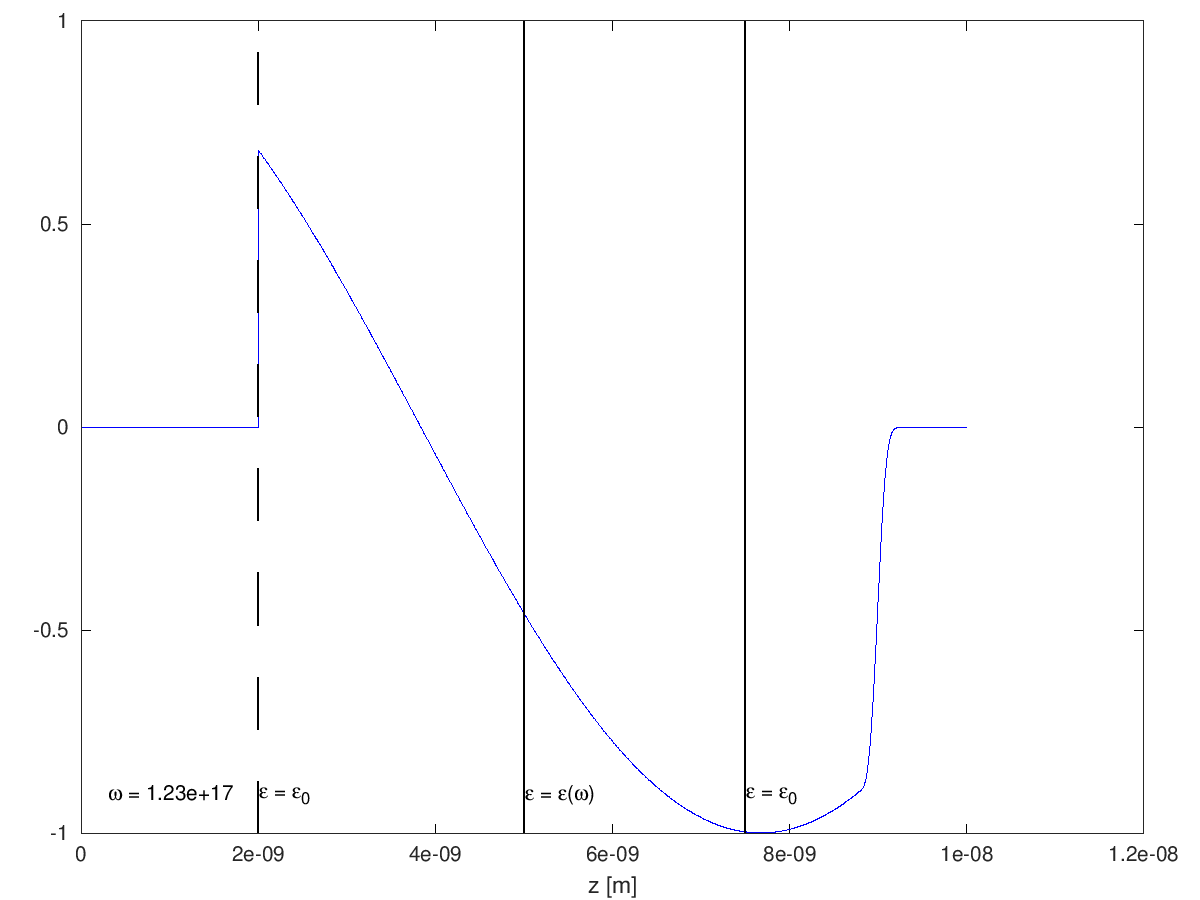 1
0.5
0
-0.5
-1
ω = 1.23e+17
ε = ε₀
ε = ε(ω)
ε = ε₀
0
2e-09
4e-09
6e-09
8e-09
1e-08
1.2e-08
z [m]